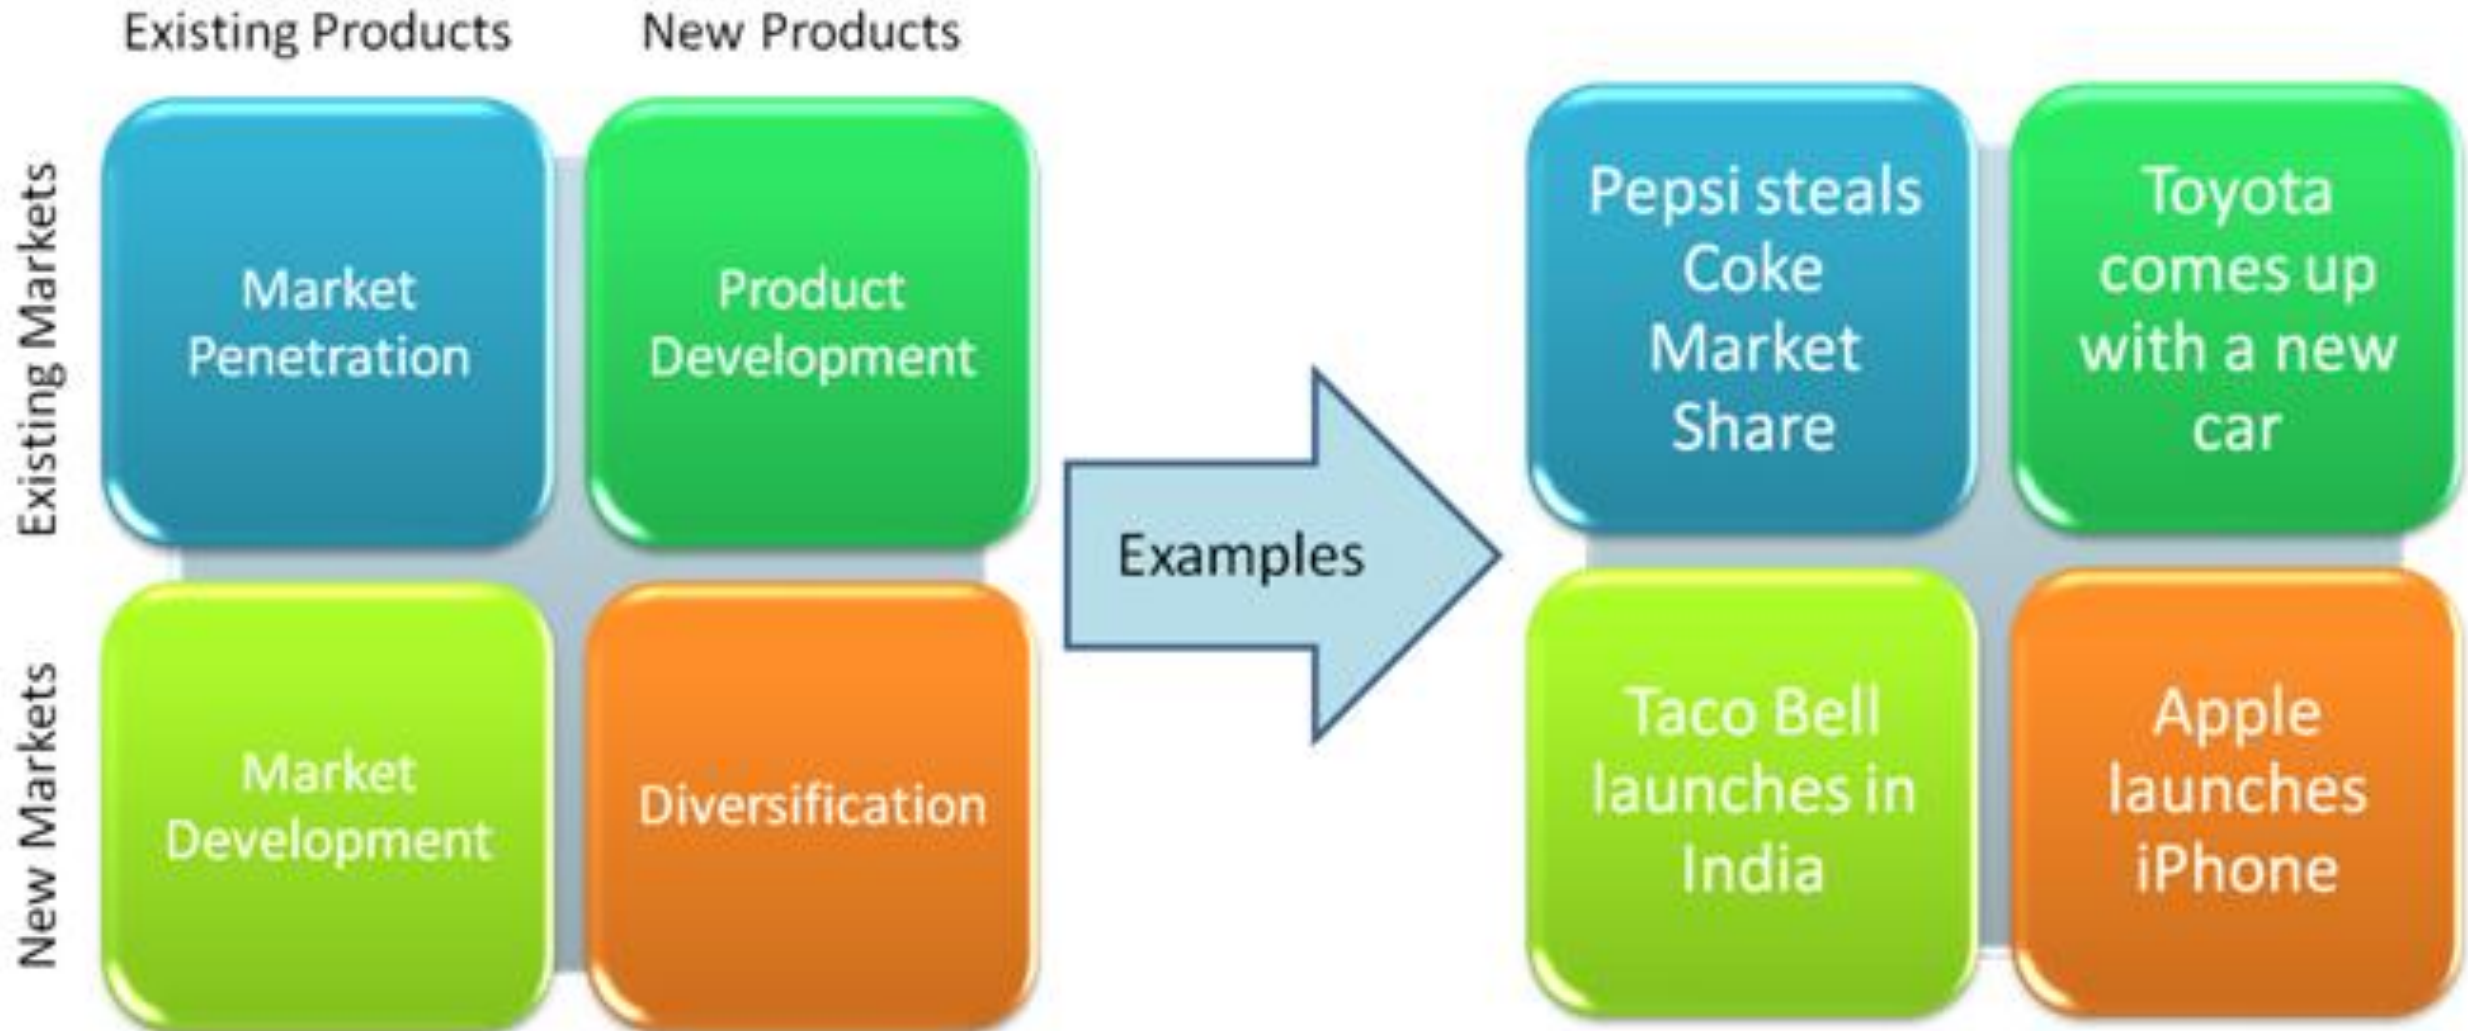 Existing Products
New Products
Existing Markets
Market
Penetration
Product
Development
New Markets
Market
Development
Diversification
Examples
Pepsi steals
Coke
Market
Share
Toyota
comes up
with a new
car
Taco Bell
launches in
India
Apple
launches
iPhone